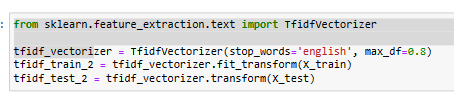 :
from sklearn.feature_extraction.text import TfidfVectorizer
tfidf_vectorizer = TfidfVectorizer(stop_words='english', max_df=0.8)
tfidf_train_2 = tfidf_vectorizer.fit_transform(X_train)
tfidf_test_2 = tfidf_vectorizer.transform(X_test)